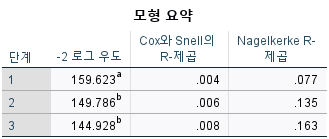 모형 요약
단계 -2 로그 우도 Cox와 Snell의 R-제곱 Nagelkerke R-제곱
1 159.623a .004 .077
2 149.786b .006 .135
3 144.928b .008 .163